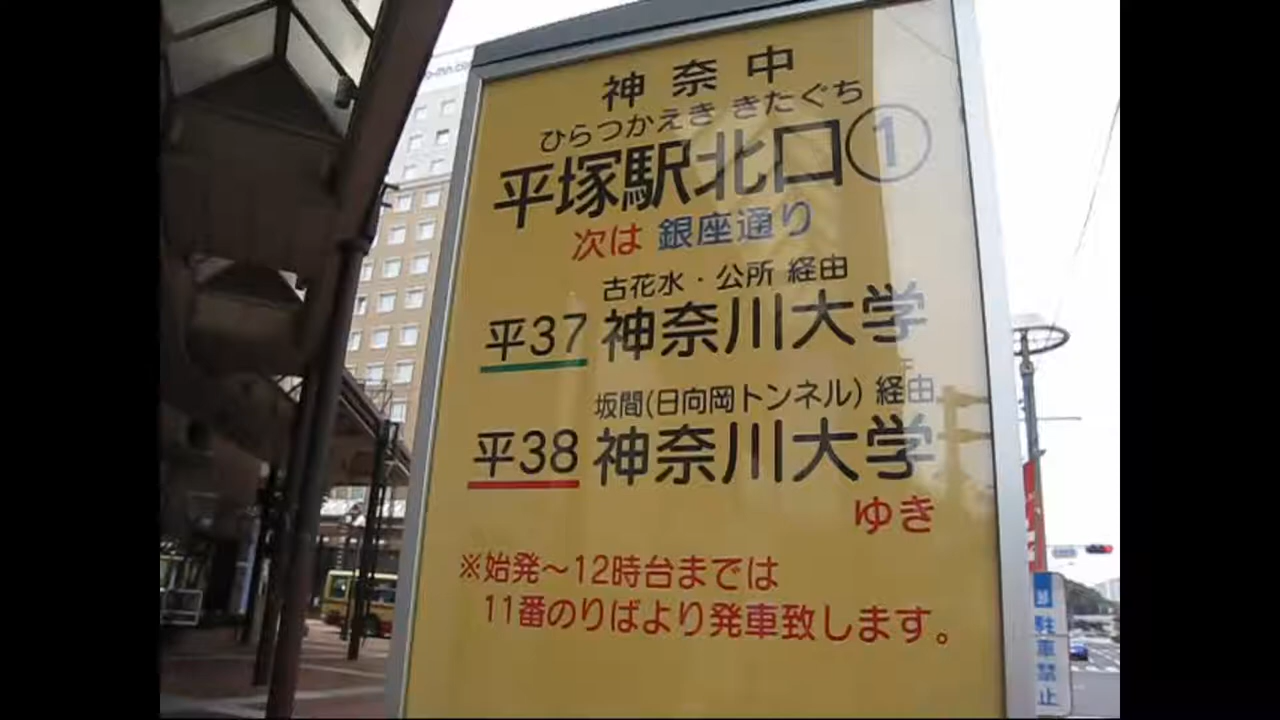 神奈中
ひらつかえき きたぐち
平塚駅北口①
次は 銀座通り
古花水・公所 経由
平37 神奈川大学
坂間(日向岡トンネル) 経由
平38 神奈川大学
ゆき
※始発〜12時台までは
11番のりばより発車致します。
駐車禁止